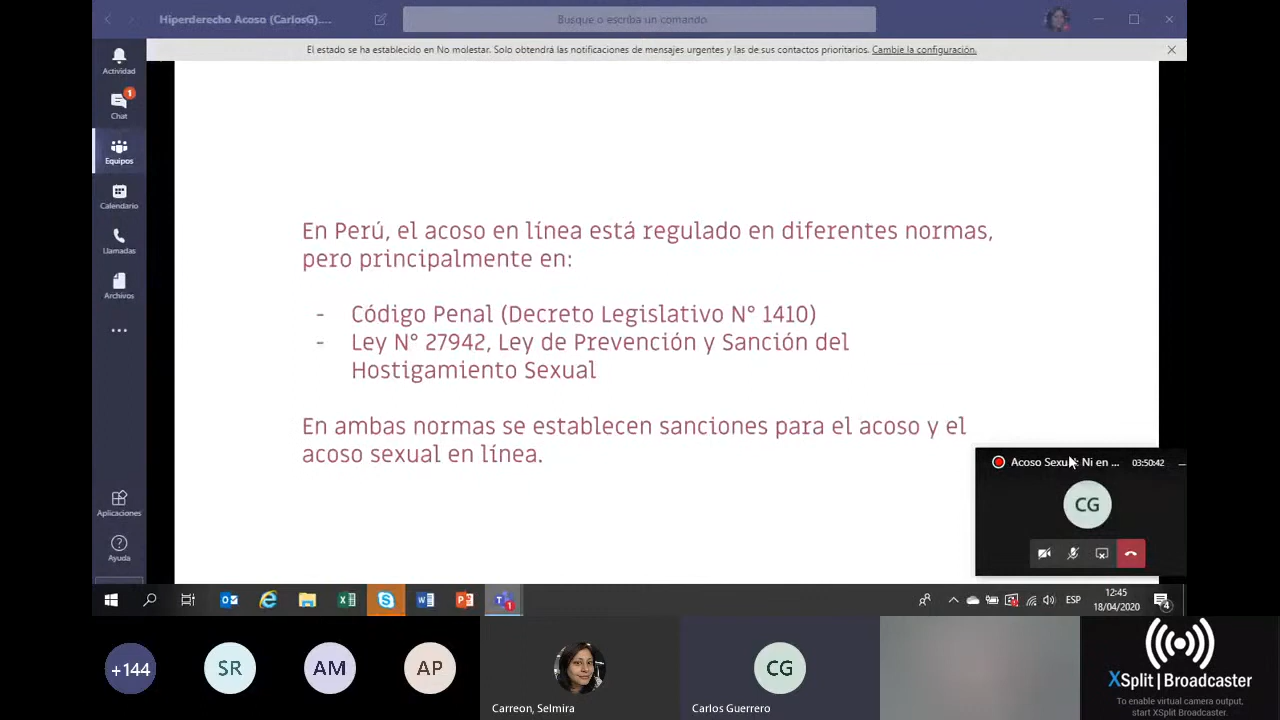 Hiperderecho Acoso (CarlosG)....
Busque o escriba un comando
El estado se ha establecido en No molestar. Solo obtendrá las notificaciones de mensajes urgentes y las de sus contactos prioritarios. Cambie la configuración.
Actividad
1
Chat
Equipos
Calendario
Llamadas
Archivos
Aplicaciones
Ayuda
En Perú, el acoso en línea está regulado en diferentes normas,
pero principalmente en:
- Código Penal (Decreto Legislativo N° 1410)
- Ley N° 27942, Ley de Prevención y Sanción del
Hostigamiento Sexual
En ambas normas se establecen sanciones para el acoso y el
acoso sexual en línea.
Acoso Sexual: Ni en ...
03:50:42
CG
ESP
12:45
18/04/2020
4
1
+144
SR
AM
AP
Carreon, Selmira
CG
Carlos Guerrero
XSplit | Broadcaster
To enable virtual camera output,
start XSplit Broadcaster.